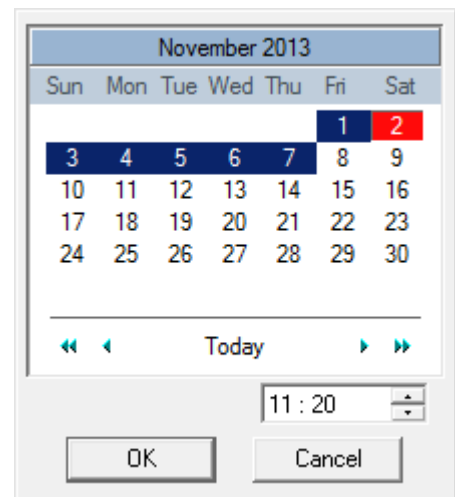 November 2013
Sun Mon Tue Wed Thu Fri Sat
1 2
3 4 5 6 7 8 9
10 11 12 13 14 15 16
17 18 19 20 21 22 23
24 25 26 27 28 29 30
Today
11 : 20
OK Cancel